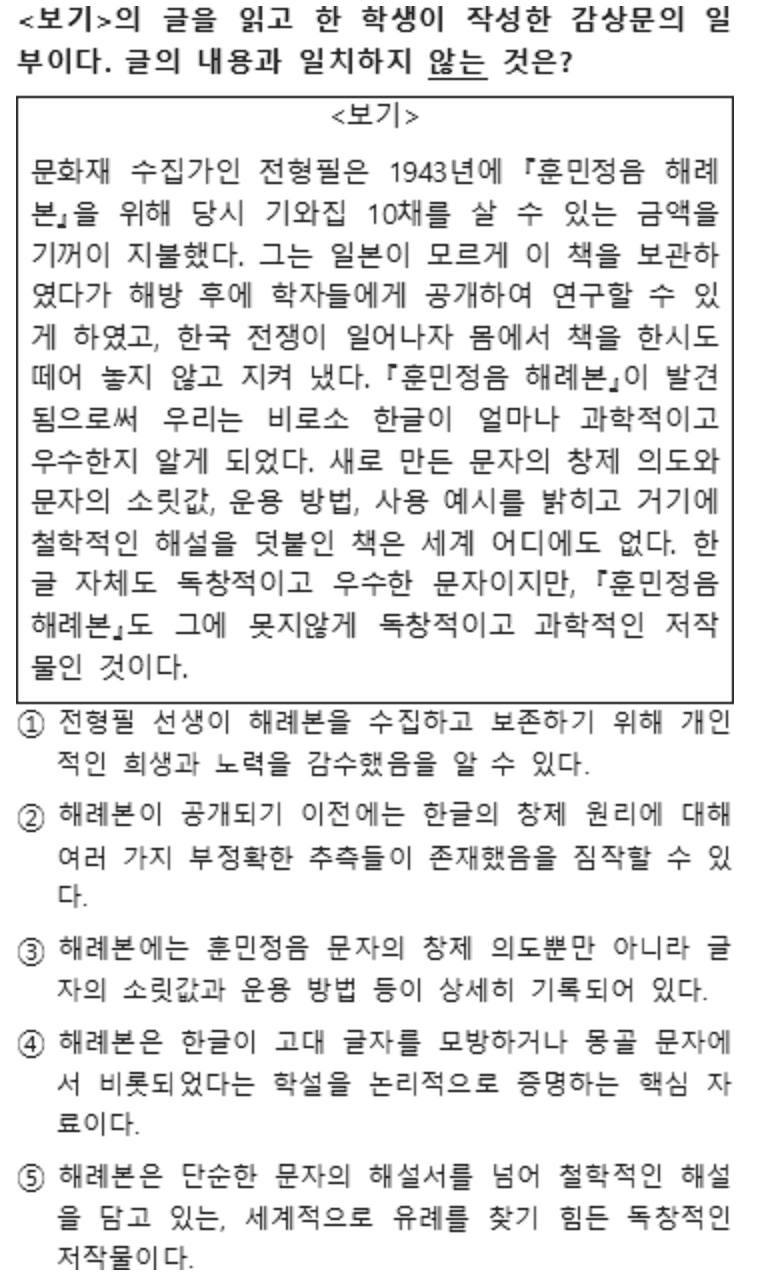 <보기>의 글을 읽고 한 학생이 작성한 감상문의 일
부이다. 글의 내용과 일치하지 않는 것은?
<보기>
문화재 수집가인 전형필은 1943년에 『훈민정음 해례
본』을 위해 당시 기와집 10채를 살 수 있는 금액을
기꺼이 지불했다. 그는 일본이 모르게 이 책을 보관하
였다가 해방 후에 학자들에게 공개하여 연구할 수 있
게 하였고, 한국 전쟁이 일어나자 몸에서 책을 한시도
떼어 놓지 않고 지켜 냈다. 『훈민정음 해례본』이 발견
됨으로써 우리는 비로소 한글이 얼마나 과학적이고
우수한지 알게 되었다. 새로 만든 문자의 창제 의도와
문자의 소릿값, 운용 방법, 사용 예시를 밝히고 거기에
철학적인 해설을 덧붙인 책은 세계 어디에도 없다. 한
글 자체도 독창적이고 우수한 문자이지만, 『훈민정음
해례본』도 그에 못지않게 독창적이고 과학적인 저작
물인 것이다.
① 전형필 선생이 해례본을 수집하고 보존하기 위해 개인
적인 희생과 노력을 감수했음을 알 수 있다.
② 해례본이 공개되기 이전에는 한글의 창제 원리에 대해
여러 가지 부정확한 추측들이 존재했음을 짐작할 수 있
다.
③ 해례본에는 훈민정음 문자의 창제 의도뿐만 아니라 글
자의 소릿값과 운용 방법 등이 상세히 기록되어 있다.
④ 해례본은 한글이 고대 글자를 모방하거나 몽골 문자에
서 비롯되었다는 학설을 논리적으로 증명하는 핵심 자
료이다.
⑤ 해례본은 단순한 문자의 해설서를 넘어 철학적인 해설
을 담고 있는, 세계적으로 유례를 찾기 힘든 독창적인
저작물이다.